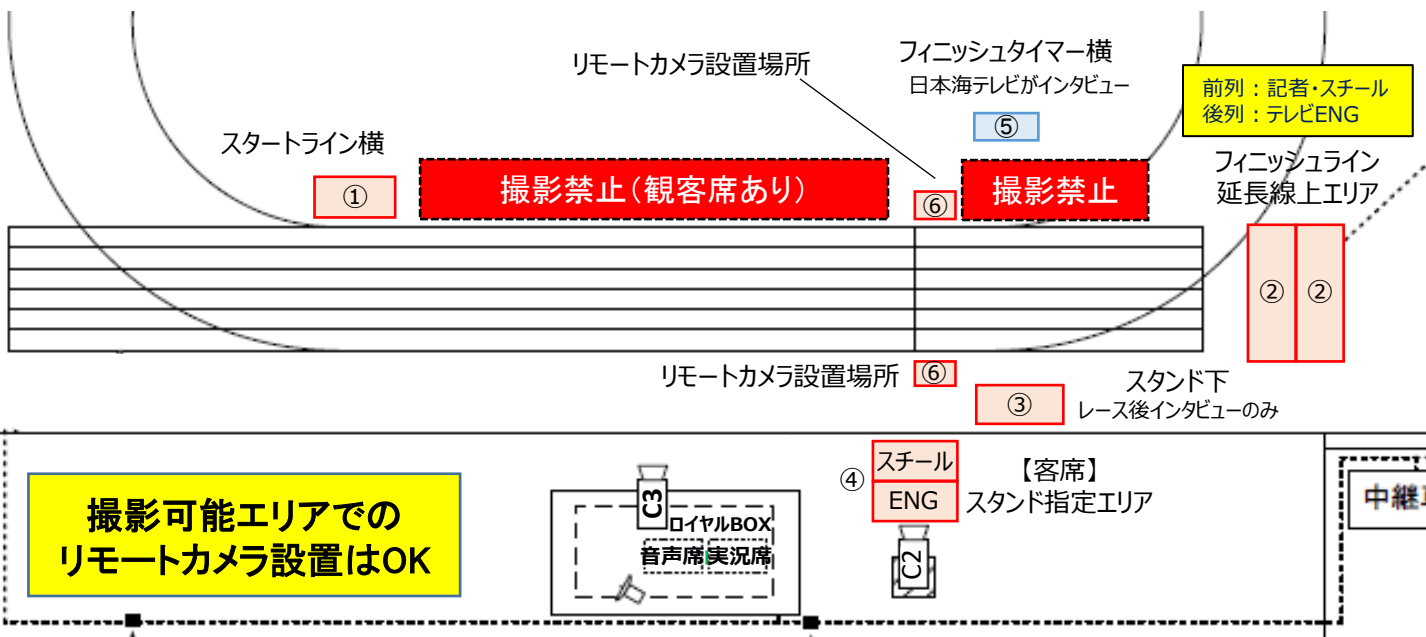 リモートカメラ設置場所
フィニッシュタイマー横
日本海テレビがインタビュー
⑤
前列：記者・スチール
後列：テレビENG
スタートライン横
①
撮影禁止（観客席あり）
⑥
撮影禁止
フィニッシュライン
延長線上エリア
② ②
リモートカメラ設置場所
⑥
③
スタンド下
レース後インタビューのみ
④
スチール
ENG
【客席】
スタンド指定エリア
撮影可能エリアでの
リモートカメラ設置はOK
C3
ロイヤルBOX
音声席 実況席
C2
中継